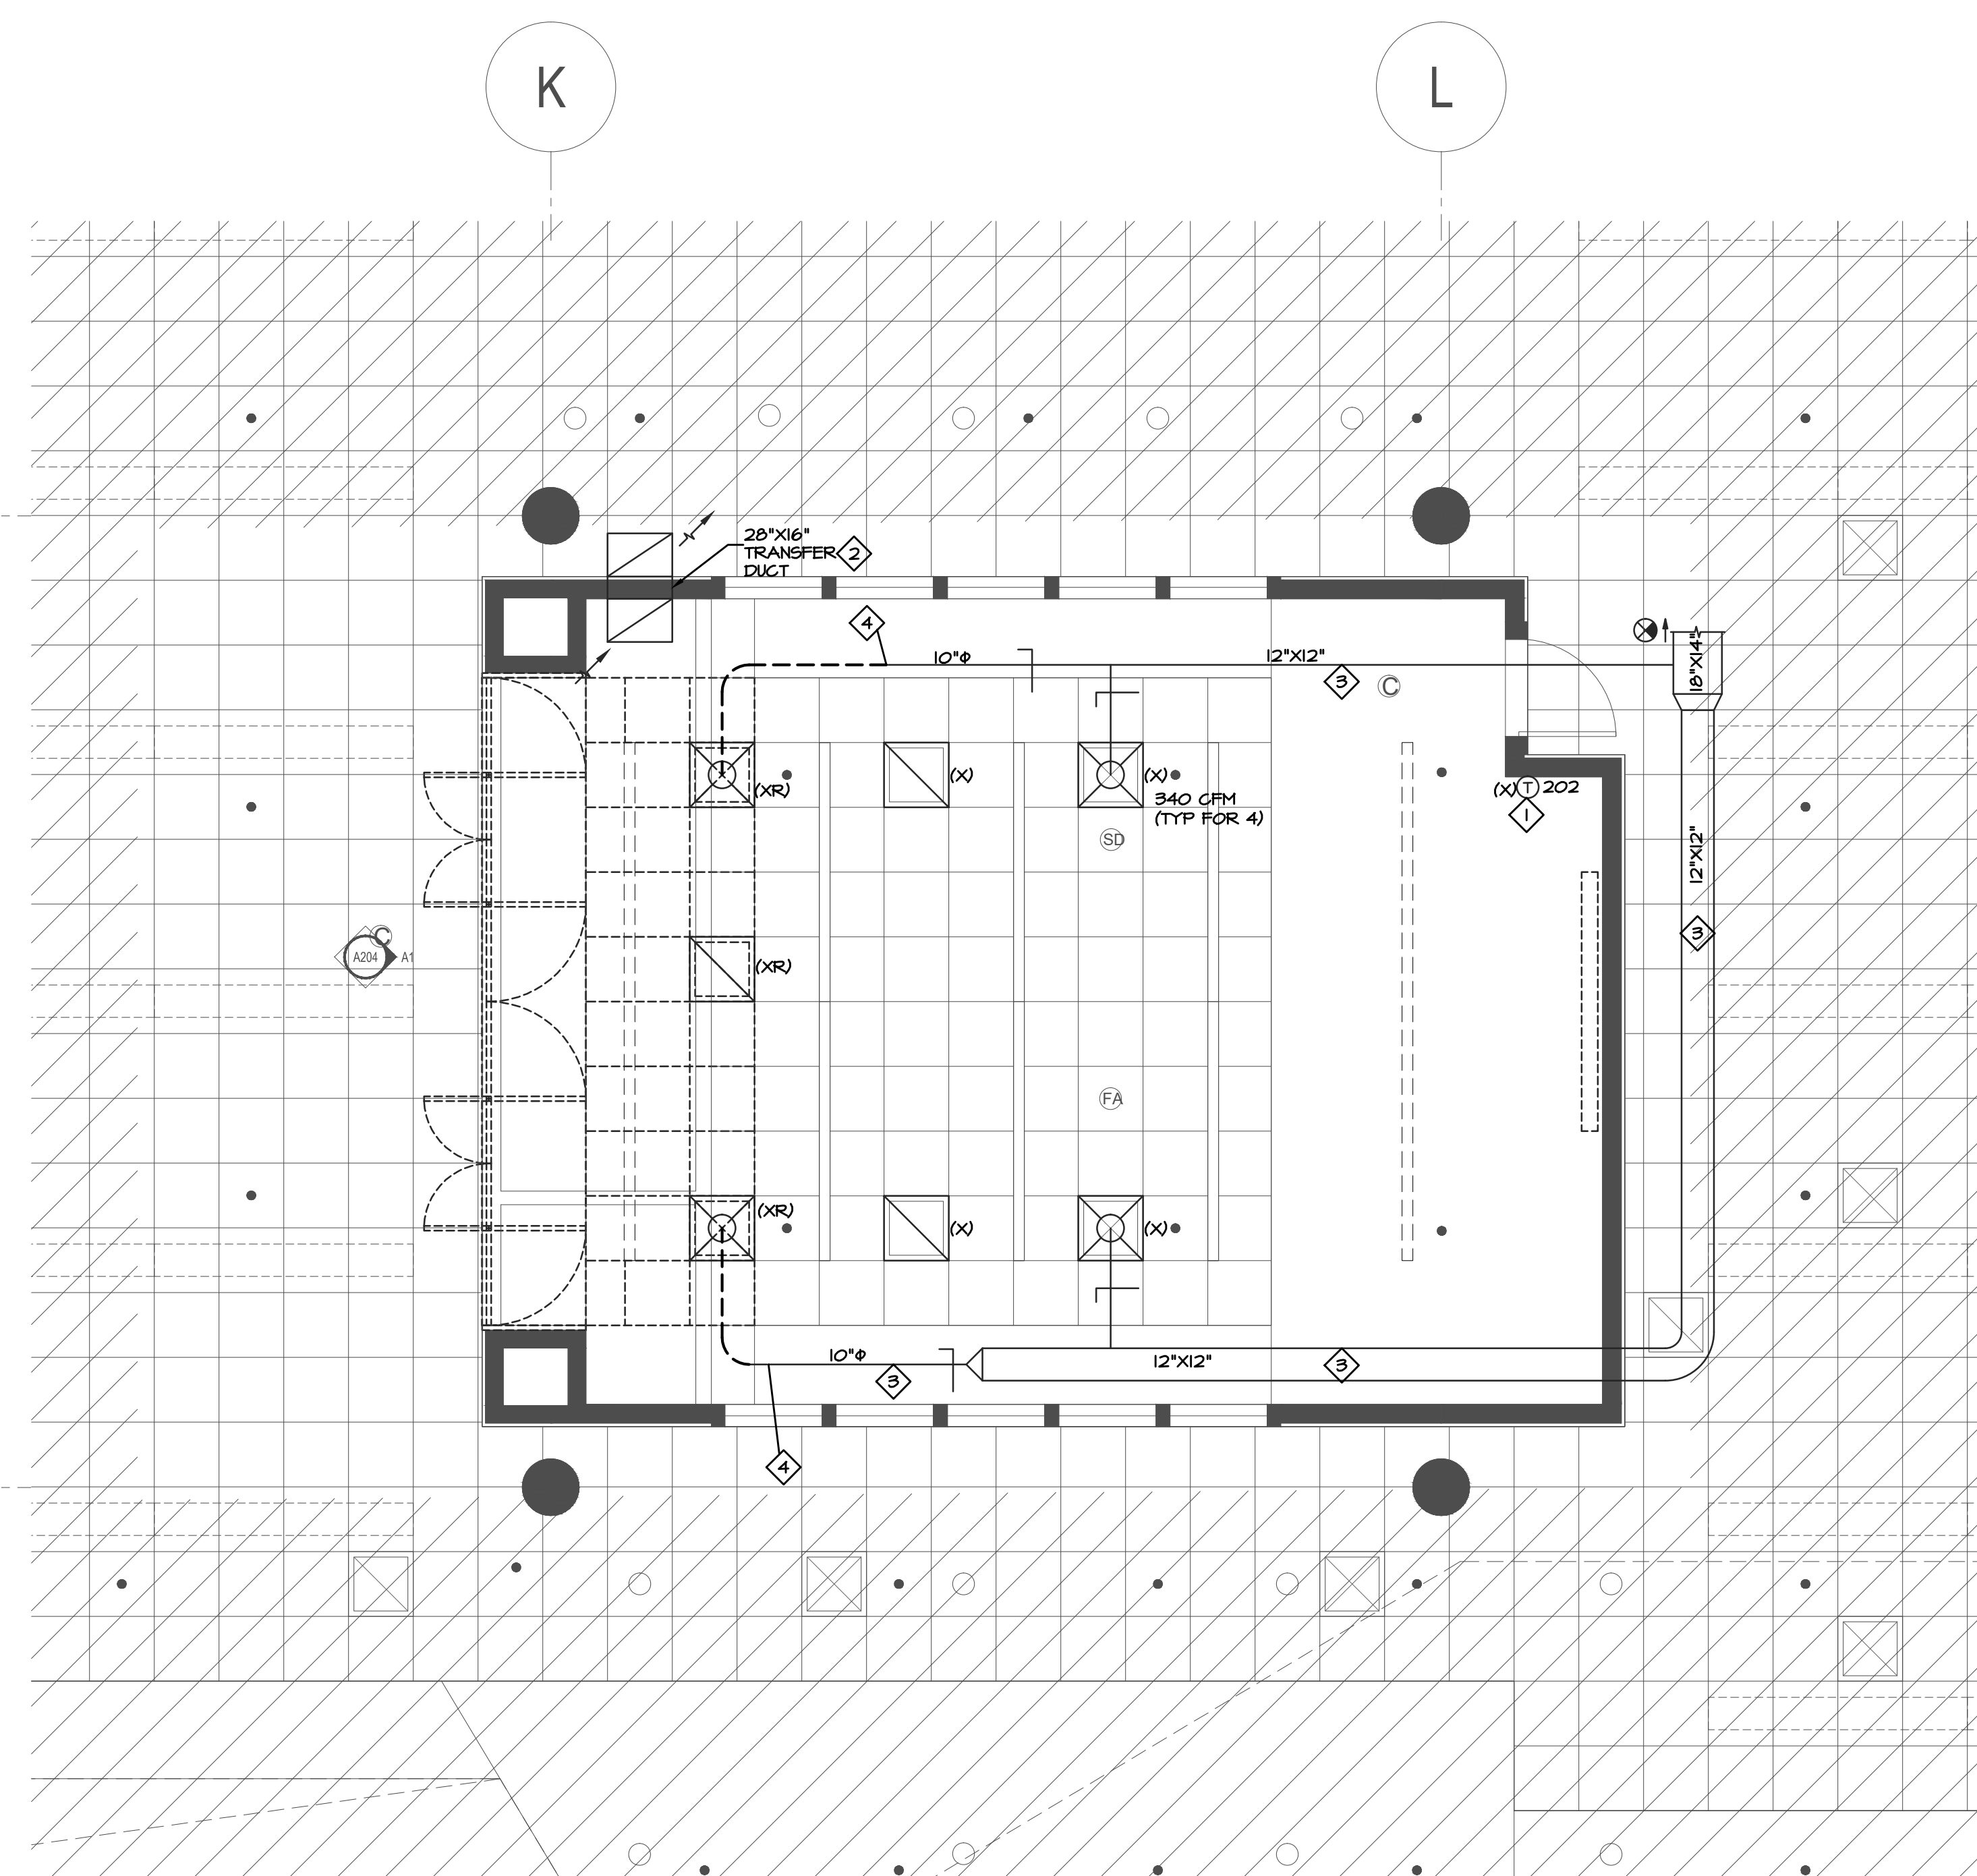 K
L
28"X16"
TRANSFER 2
DUCT
4
10"Φ
12"X12"
3
C
18"X14"
(XR)
(X)
(X)
340 CFM
(TYP FOR 4)
(X) T 202
1
SD
12"X12"
3
C
A204
A1
(XR)
FA
(XR)
(X)
(X)
10"Φ
3
12"X12"
3
4